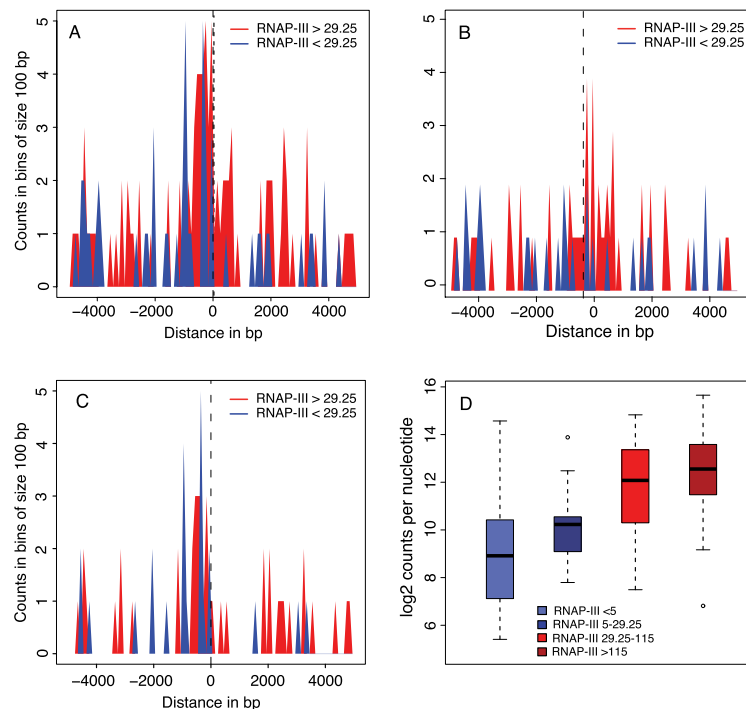 A
RNAP-III > 29.25
RNAP-III < 29.25
Counts in bins of size 100 bp
5
4
3
2
1
0
−4000 −2000 0 2000 4000
Distance in bp
B
RNAP-III > 29.25
RNAP-III < 29.25
5
4
3
2
1
0
−4000 −2000 0 2000 4000
Distance in bp
C
RNAP-III > 29.25
RNAP-III < 29.25
Counts in bins of size 100 bp
5
4
3
2
1
0
−4000 −2000 0 2000 4000
Distance in bp
D
log2 counts per nucleotide
16
14
12
10
8
6
RNAP-III <5
RNAP-III 5-29.25
RNAP-III 29.25-115
RNAP-III >115